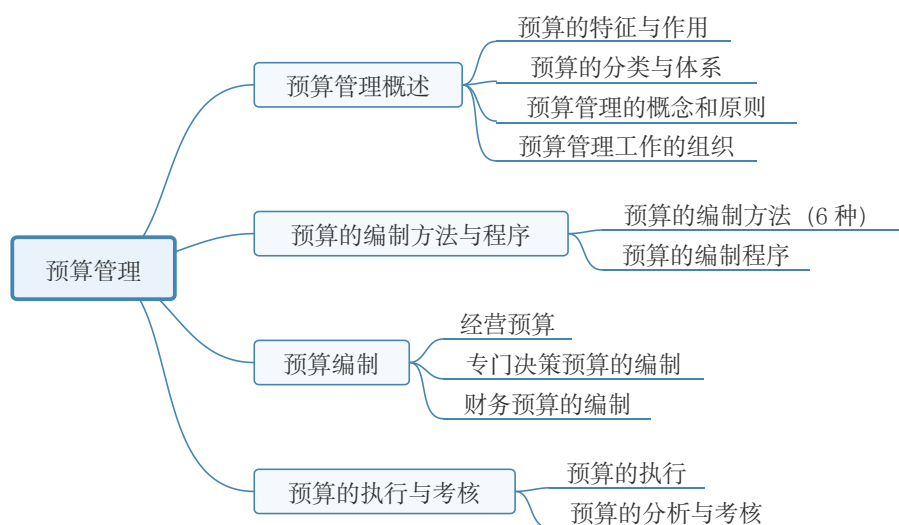 预算管理
预算管理概述
预算的特征与作用
预算的分类与体系
预算管理的概念和原则
预算管理工作的组织
预算的编制方法与程序
预算的编制方法（6 种）
预算的编制程序
预算编制
经营预算
专门决策预算的编制
财务预算的编制
预算的执行与考核
预算的执行
预算的分析与考核